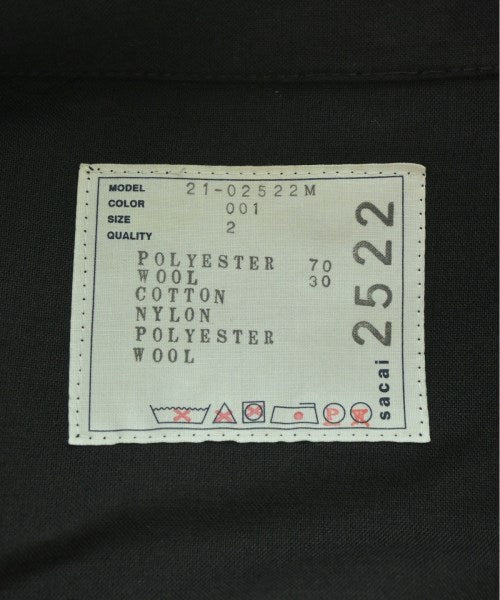 MODEL 21-02522M
COLOR 001
SIZE 2
QUALITY
POLYESTER 70
WOOL 30
COTTON
NYLON
POLYESTER
WOOL
sacai 2522
P